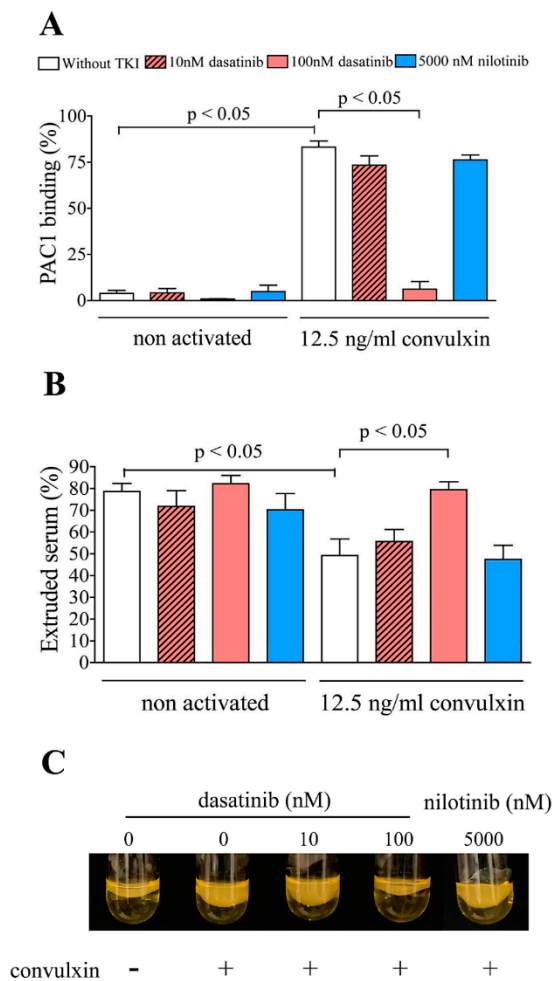 A
Without TKI 10nM dasatinib 100nM dasatinib 5000 nM nilotinib
PAC1 binding (%)
100
75
50
25
0
p < 0.05 p < 0.05
non activated 12.5 ng/ml convulxin
B
Extruded serum (%)
90
80
70
60
50
40
30
20
10
0
p < 0.05 p < 0.05
non activated 12.5 ng/ml convulxin
C
dasatinib (nM) nilotinib (nM)
0 0 10 100 5000
convulxin - + + + +